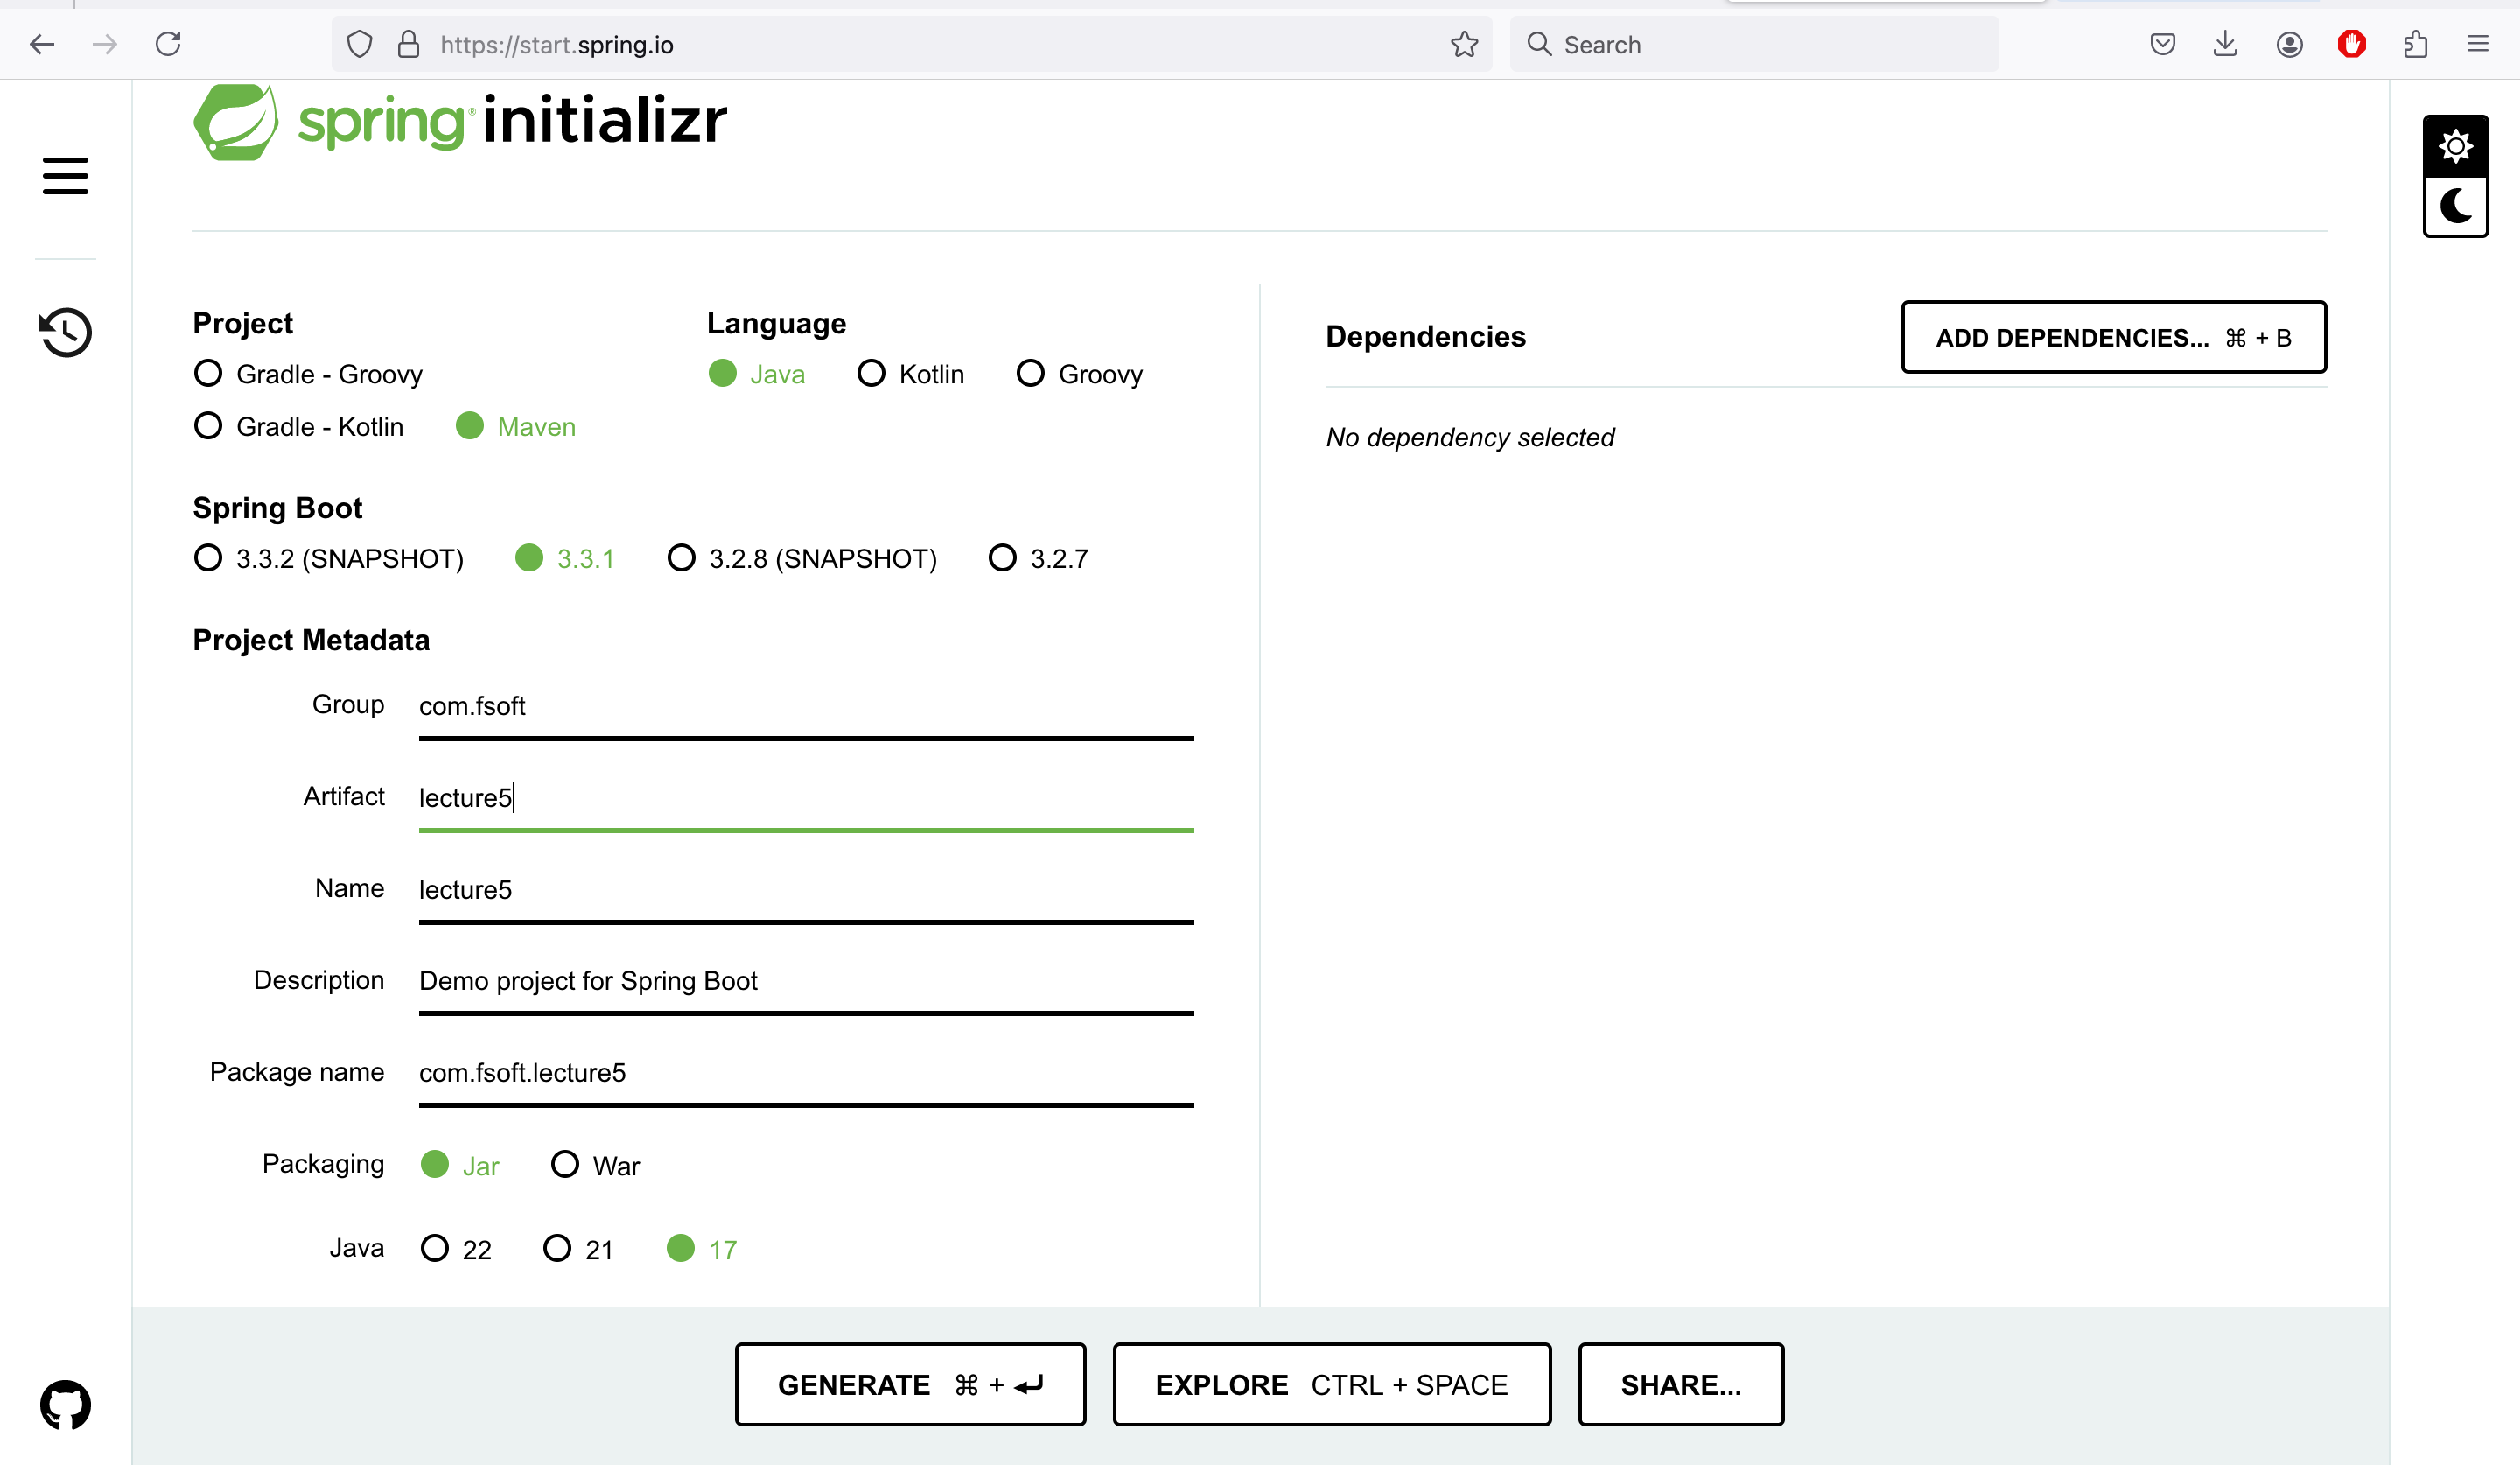 https://start.spring.io
Search
spring® initializr
Project
Gradle - Groovy
Gradle - Kotlin
Maven
Language
Java
Kotlin
Groovy
Spring Boot
3.3.2 (SNAPSHOT)
3.3.1
3.2.8 (SNAPSHOT)
3.2.7
Project Metadata
Group
com.fsoft
Artifact
lecture5
Name
lecture5
Description
Demo project for Spring Boot
Package name
com.fsoft.lecture5
Packaging
Jar
War
Java
22
21
17
Dependencies
ADD DEPENDENCIES... ⌘ + B
No dependency selected
GENERATE ⌘ + ⏎
EXPLORE CTRL + SPACE
SHARE...